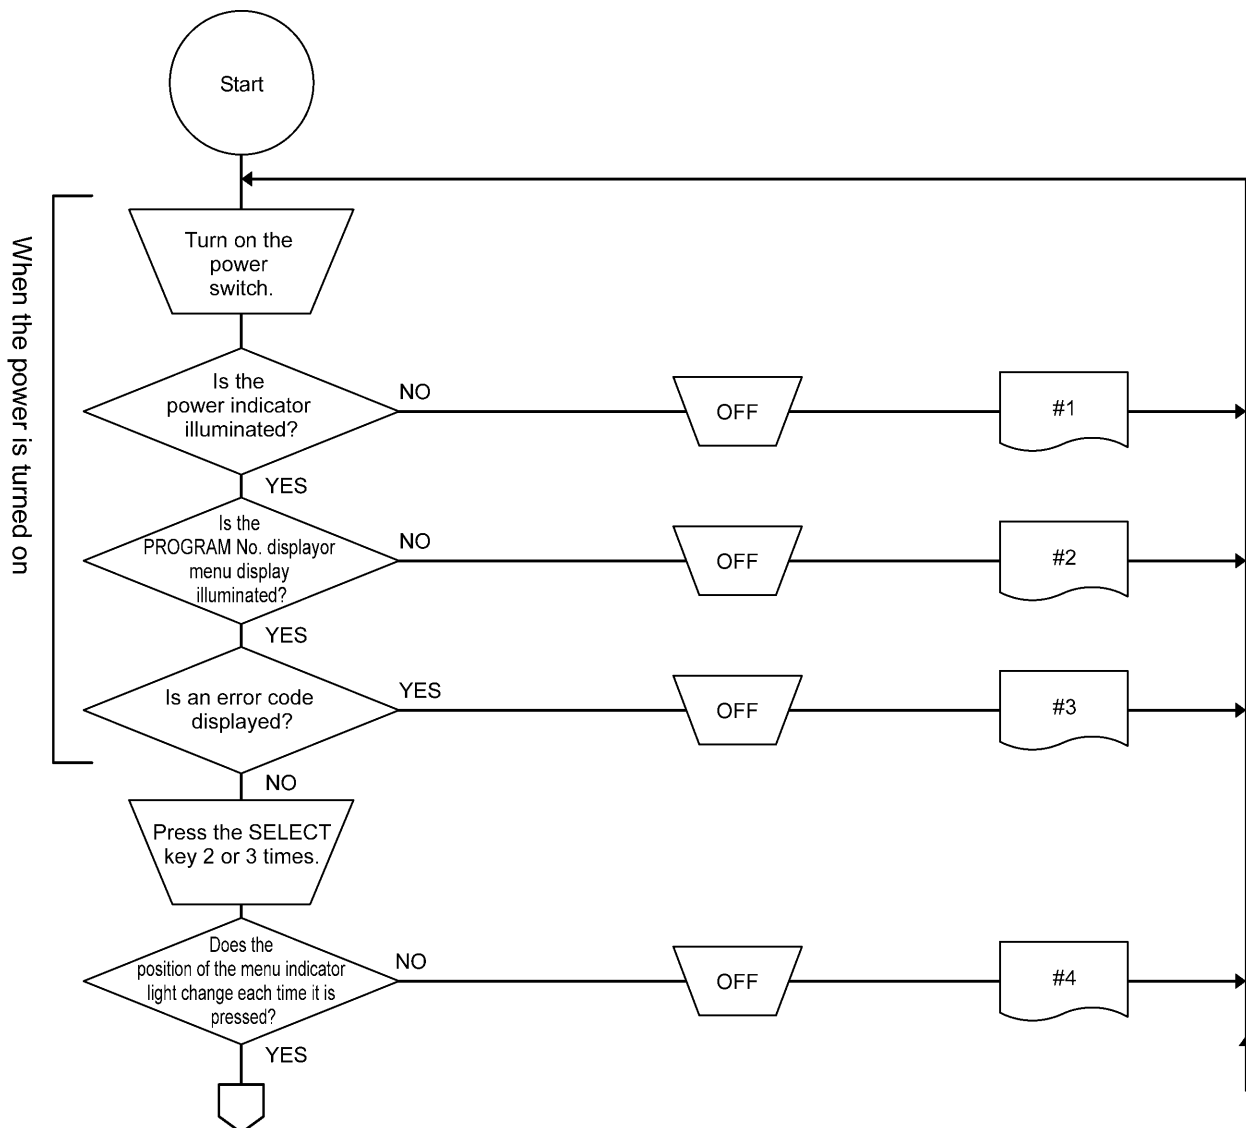 Start
When the power is turned on
Turn on the
power
switch.
Is the
power indicator
illuminated?
NO
OFF
#1
YES
Is the
PROGRAM No. displayor
menu display
illuminated?
NO
OFF
#2
YES
Is an error code
displayed?
YES
OFF
#3
NO
Press the SELECT
key 2 or 3 times.
Does the
position of the menu indicator
light change each time it is
pressed?
NO
OFF
#4
YES